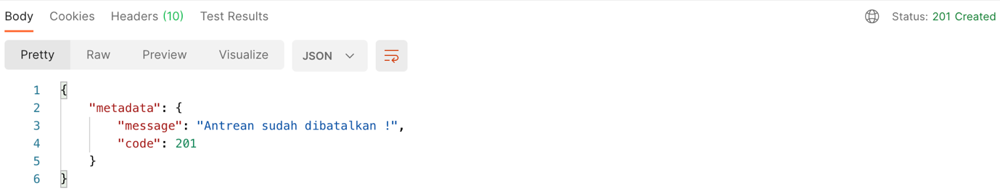 Body Cookies Headers (10) Test Results Status: 201 Created
Pretty Raw Preview Visualize JSON
1 {
2 "metadata": {
3 "message": "Antrean sudah dibatalkan !",
4 "code": 201
5 }
6 }